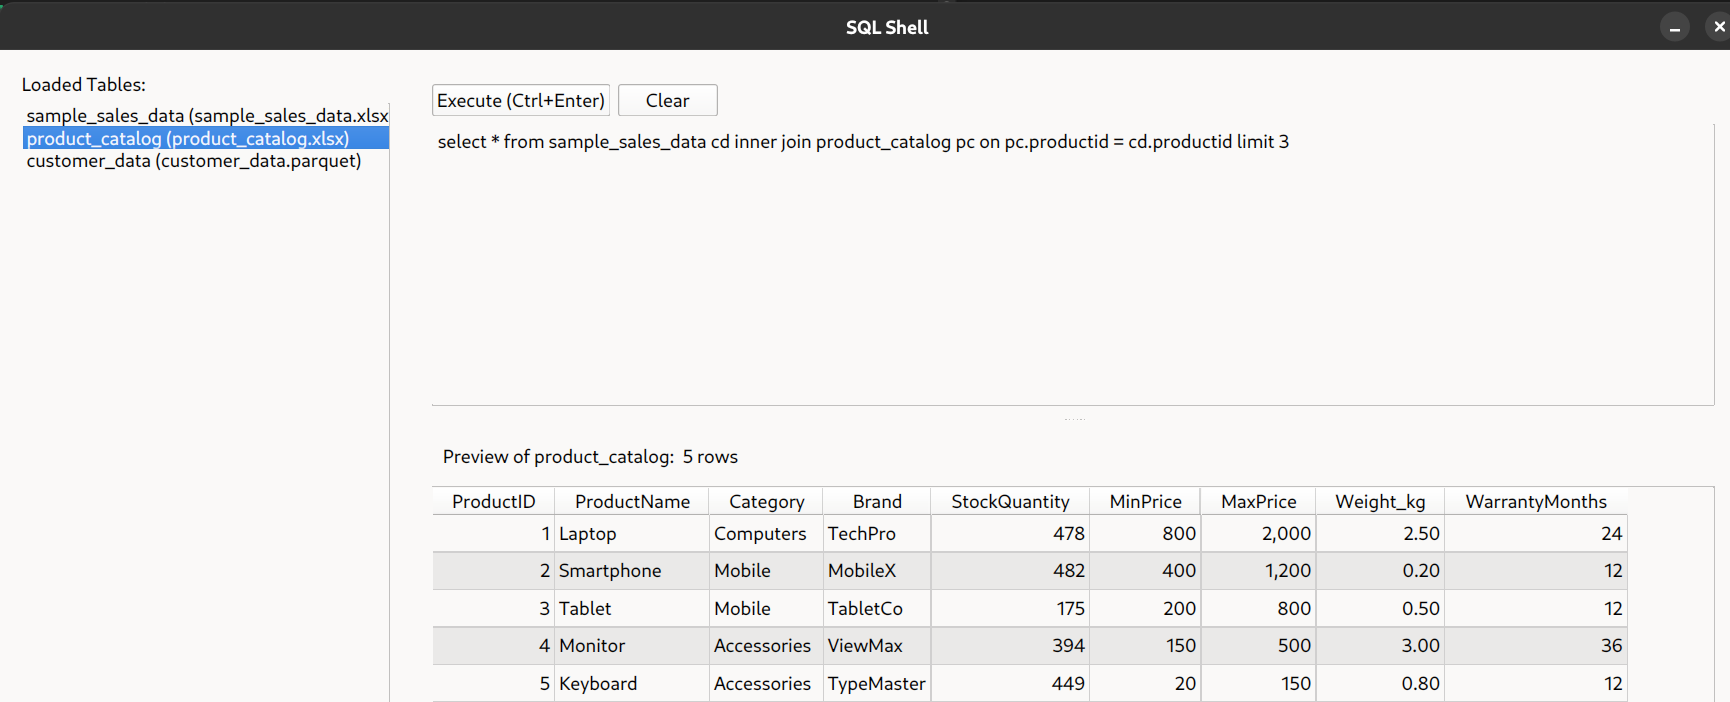 SQL Shell
Loaded Tables:
sample_sales_data (sample_sales_data.xlsx
product_catalog (product_catalog.xlsx)
customer_data (customer_data.parquet)
Execute (Ctrl+Enter) Clear
select * from sample_sales_data cd inner join product_catalog pc on pc.productid = cd.productid limit 3
Preview of product_catalog: 5 rows
ProductID ProductName Category Brand StockQuantity MinPrice MaxPrice Weight_kg WarrantyMonths
1 Laptop Computers TechPro 478 800 2,000 2.50 24
2 Smartphone Mobile MobileX 482 400 1,200 0.20 12
3 Tablet Mobile TabletCo 175 200 800 0.50 12
4 Monitor Accessories ViewMax 394 150 500 3.00 36
5 Keyboard Accessories TypeMaster 449 20 150 0.80 12